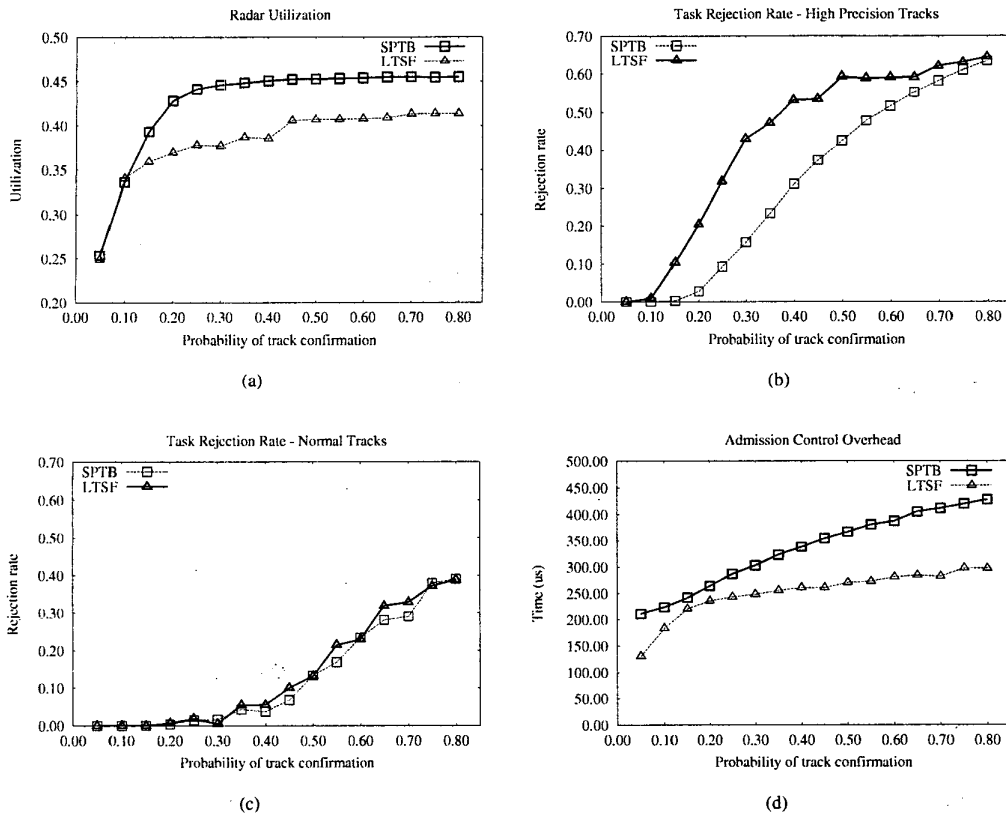 Radar Utilization
SPTB
LTSF
0.50
0.45
0.40
0.35
0.30
0.25
0.20
Utilization
0.00 0.10 0.20 0.30 0.40 0.50 0.60 0.70 0.80
Probability of track confirmation
(a)
Task Rejection Rate - High Precision Tracks
SPTB
LTSF
0.70
0.60
0.50
0.40
0.30
0.20
0.10
0.00
Rejection rate
0.00 0.10 0.20 0.30 0.40 0.50 0.60 0.70 0.80
Probability of track confirmation
(b)
Task Rejection Rate - Normal Tracks
SPTB
LTSF
0.70
0.60
0.50
0.40
0.30
0.20
0.10
0.00
Rejection rate
0.00 0.10 0.20 0.30 0.40 0.50 0.60 0.70 0.80
Probability of track confirmation
(c)
Admission Control Overhead
SPTB
LTSF
500.00
450.00
400.00
350.00
300.00
250.00
200.00
150.00
100.00
50.00
0.00
Time (us)
0.00 0.10 0.20 0.30 0.40 0.50 0.60 0.70 0.80
Probability of track confirmation
(d)